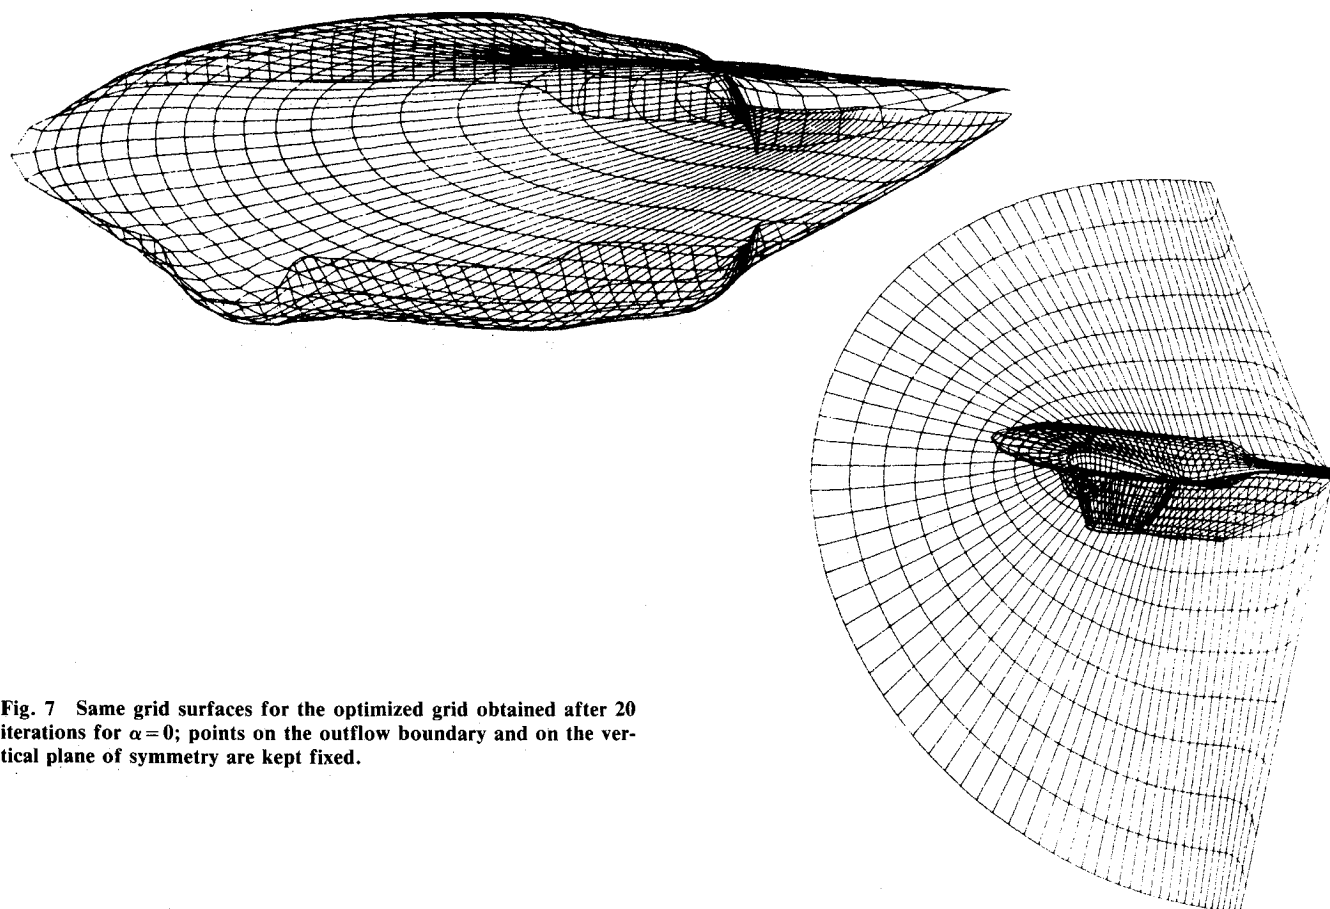 Fig. 7 Same grid surfaces for the optimized grid obtained after 20
iterations for α = 0; points on the outflow boundary and on the ver-
tical plane of symmetry are kept fixed.